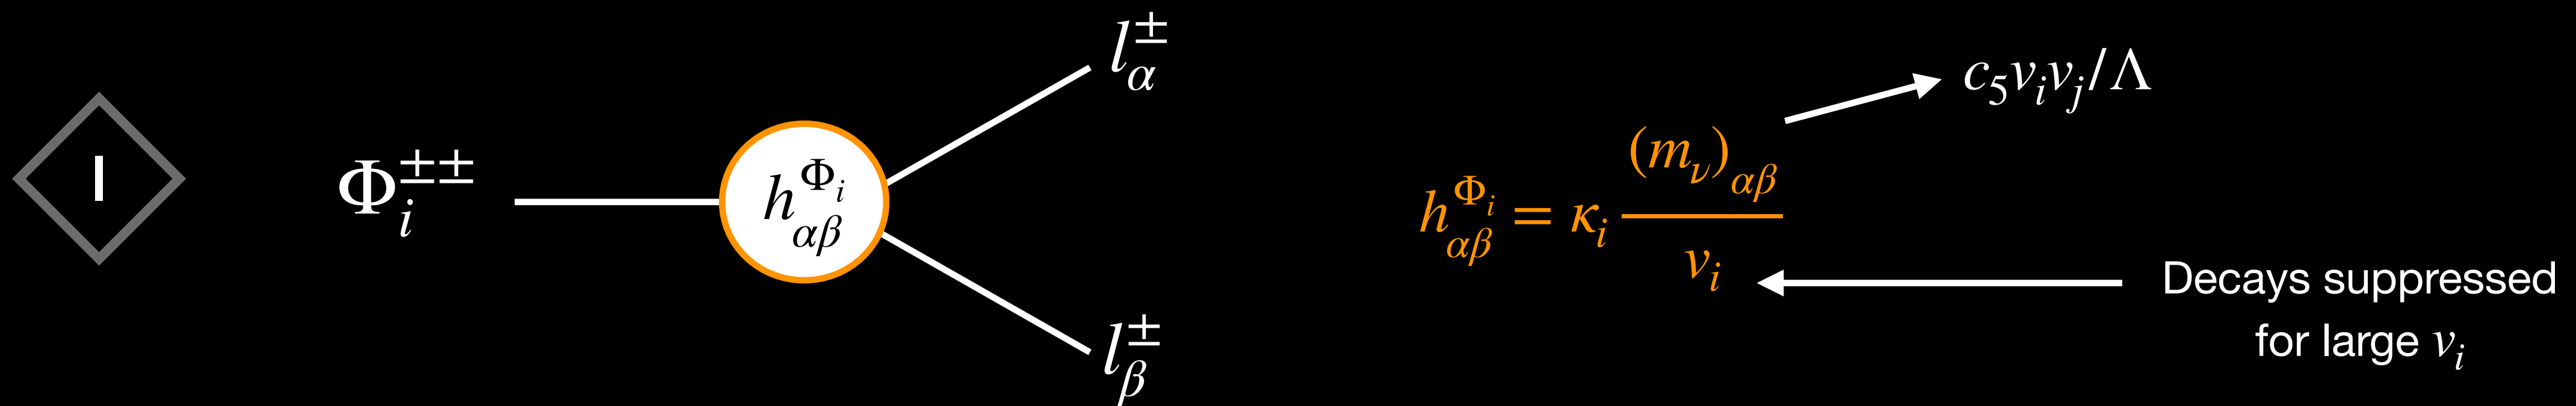 I
Φ_i^{±±}
h_{αβ}^{Φ_i}
l_α^±
l_β^±
h_{αβ}^{Φ_i} = κ_i (m_ν)_{αβ} / v_i
c_5 v_i v_j / Λ
Decays suppressed
for large v_i